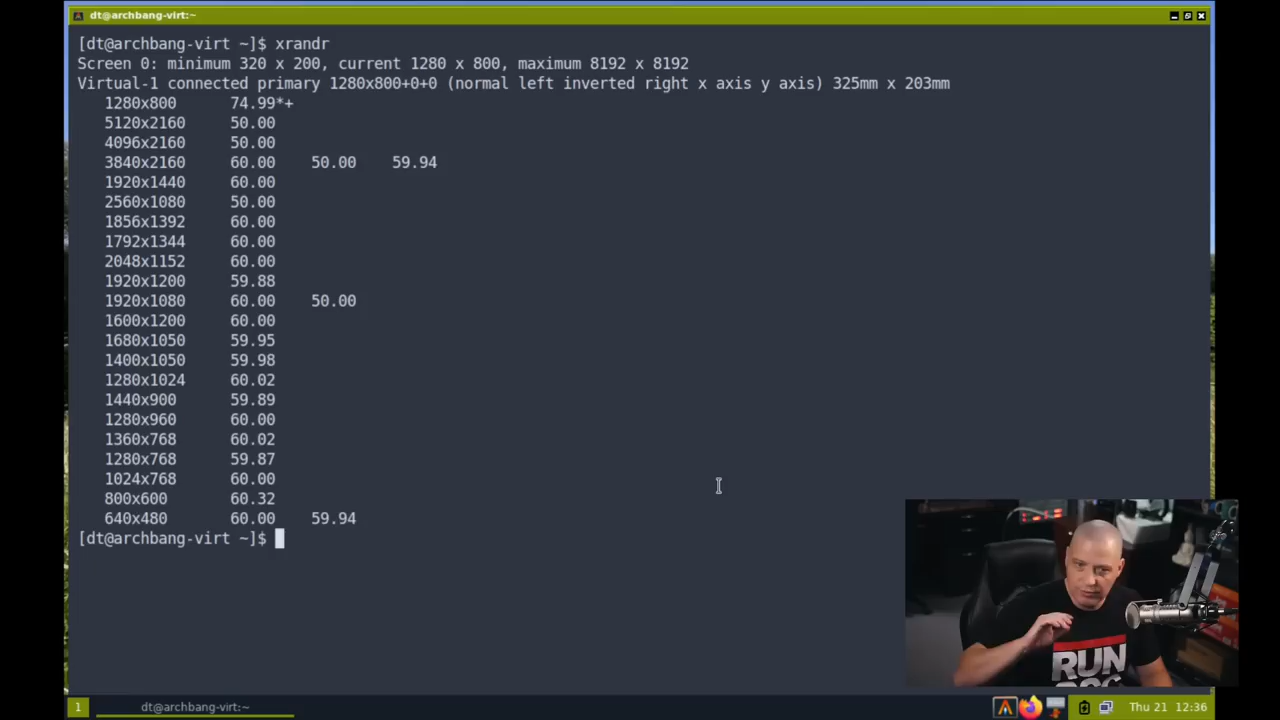 dt@archbang-virt:~
[dt@archbang-virt ~]$ xrandr
Screen 0: minimum 320 x 200, current 1280 x 800, maximum 8192 x 8192
Virtual-1 connected primary 1280x800+0+0 (normal left inverted right x axis y axis) 325mm x 203mm
1280x800 74.99*+
5120x2160 50.00
4096x2160 50.00
3840x2160 60.00 50.00 59.94
1920x1440 60.00
2560x1080 50.00
1856x1392 60.00
1792x1344 60.00
2048x1152 60.00
1920x1200 59.88
1920x1080 60.00 50.00
1600x1200 60.00
1680x1050 59.95
1400x1050 59.98
1280x1024 60.02
1440x900 59.89
1280x960 60.00
1360x768 60.02
1280x768 59.87
1024x768 60.00
800x600 60.32
640x480 60.00 59.94
[dt@archbang-virt ~]$
RUN
1 dt@archbang-virt:~ Thu 21 12:36